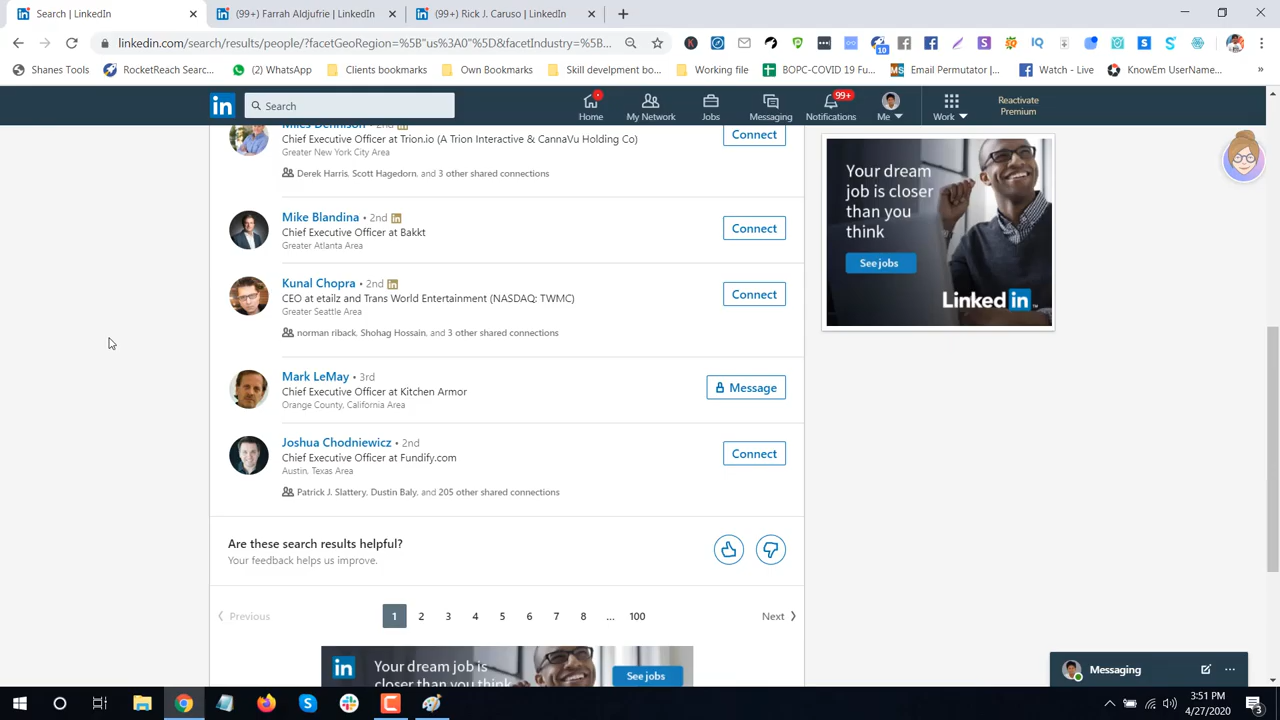 Search | LinkedIn
(99+) Farrah Aldjufrie | LinkedIn
(99+) Rick J. Caruso | LinkedIn
linkedin.com/search/results/people/?facetGeoRegion=%5B"us%3A0"%5D&facetIndustry=%5B"...
10
Shanes Tools
RocketReach Searc...
(2) WhatsApp
Clients bookmarks
Own Bookmarks
Skill develpment bo...
Working file
BOPC-COVID 19 Fu...
Email Permutator |...
Watch - Live
KnowEm UserName...
Search
Home
My Network
Jobs
Messaging
99+
Notifications
Me
Work
Reactivate
Premium
Miles Dennison • 2nd
Chief Executive Officer at Trion.io (A Trion Interactive & CannaVu Holding Co)
Greater New York City Area
Derek Harris, Scott Hagedorn, and 3 other shared connections
Connect
Mike Blandina • 2nd
Chief Executive Officer at Bakkt
Greater Atlanta Area
Connect
Kunal Chopra • 2nd
CEO at etailz and Trans World Entertainment (NASDAQ: TWMC)
Greater Seattle Area
norman riback, Shohag Hossain, and 3 other shared connections
Connect
Mark LeMay • 3rd
Chief Executive Officer at Kitchen Armor
Orange County, California Area
Message
Joshua Chodniewicz • 2nd
Chief Executive Officer at Fundify.com
Austin, Texas Area
Patrick J. Slattery, Dustin Baly, and 205 other shared connections
Connect
Your dream
job is closer
than you
think
See jobs
Linked in
Are these search results helpful?
Your feedback helps us improve.
Previous 1 2 3 4 5 6 7 8 ... 100 Next
in
Your dream job is
closer than you think
See jobs
Messaging
3:51 PM
4/27/2020
3